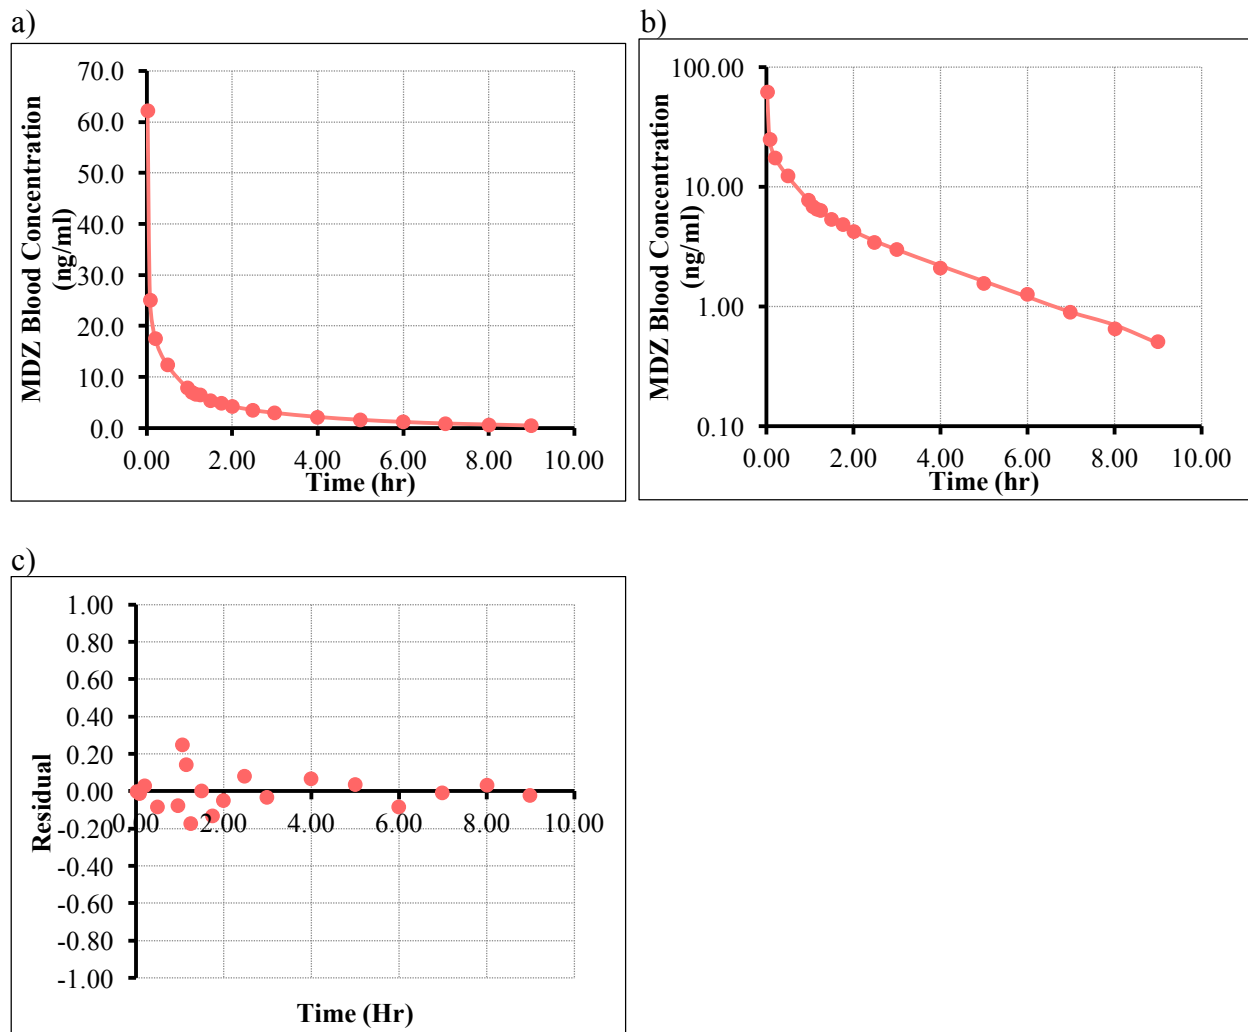 a)
70.0
60.0
50.0
40.0
30.0
20.0
10.0
0.0
MDZ Blood Concentration
(ng/ml)
0.00 2.00 4.00 6.00 8.00 10.00
Time (hr)
b)
100.00
10.00
1.00
0.10
MDZ Blood Concentration
(ng/ml)
0.00 2.00 4.00 6.00 8.00 10.00
Time (hr)
c)
1.00
0.80
0.60
0.40
0.20
0.00
-0.20
-0.40
-0.60
-0.80
-1.00
Residual
0.00 2.00 4.00 6.00 8.00 10.00
Time (Hr)